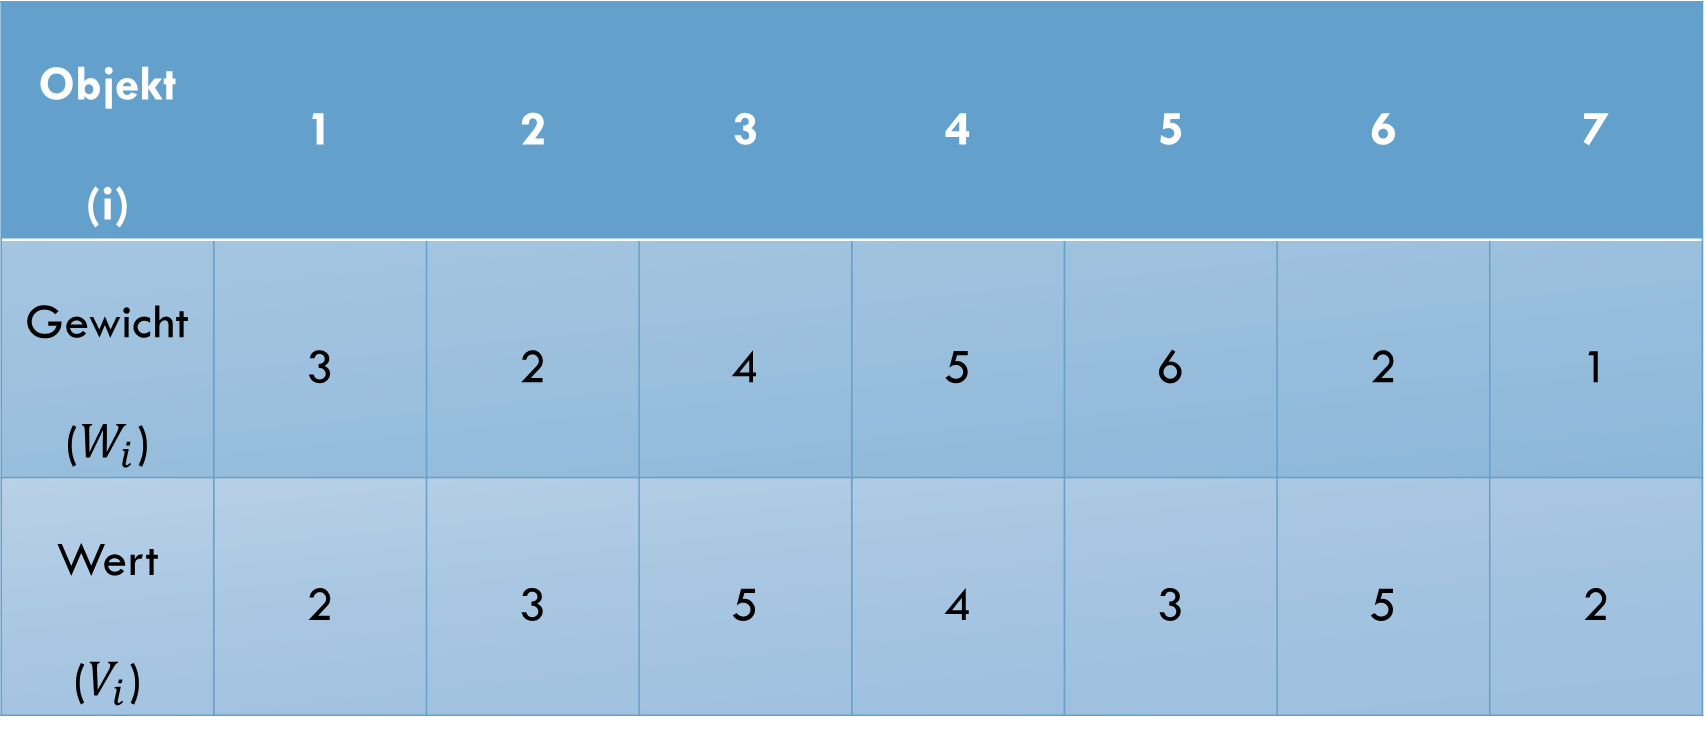 Objekt
(i) 1 2 3 4 5 6 7
Gewicht
(W_i) 3 2 4 5 6 2 1
Wert
(V_i) 2 3 5 4 3 5 2